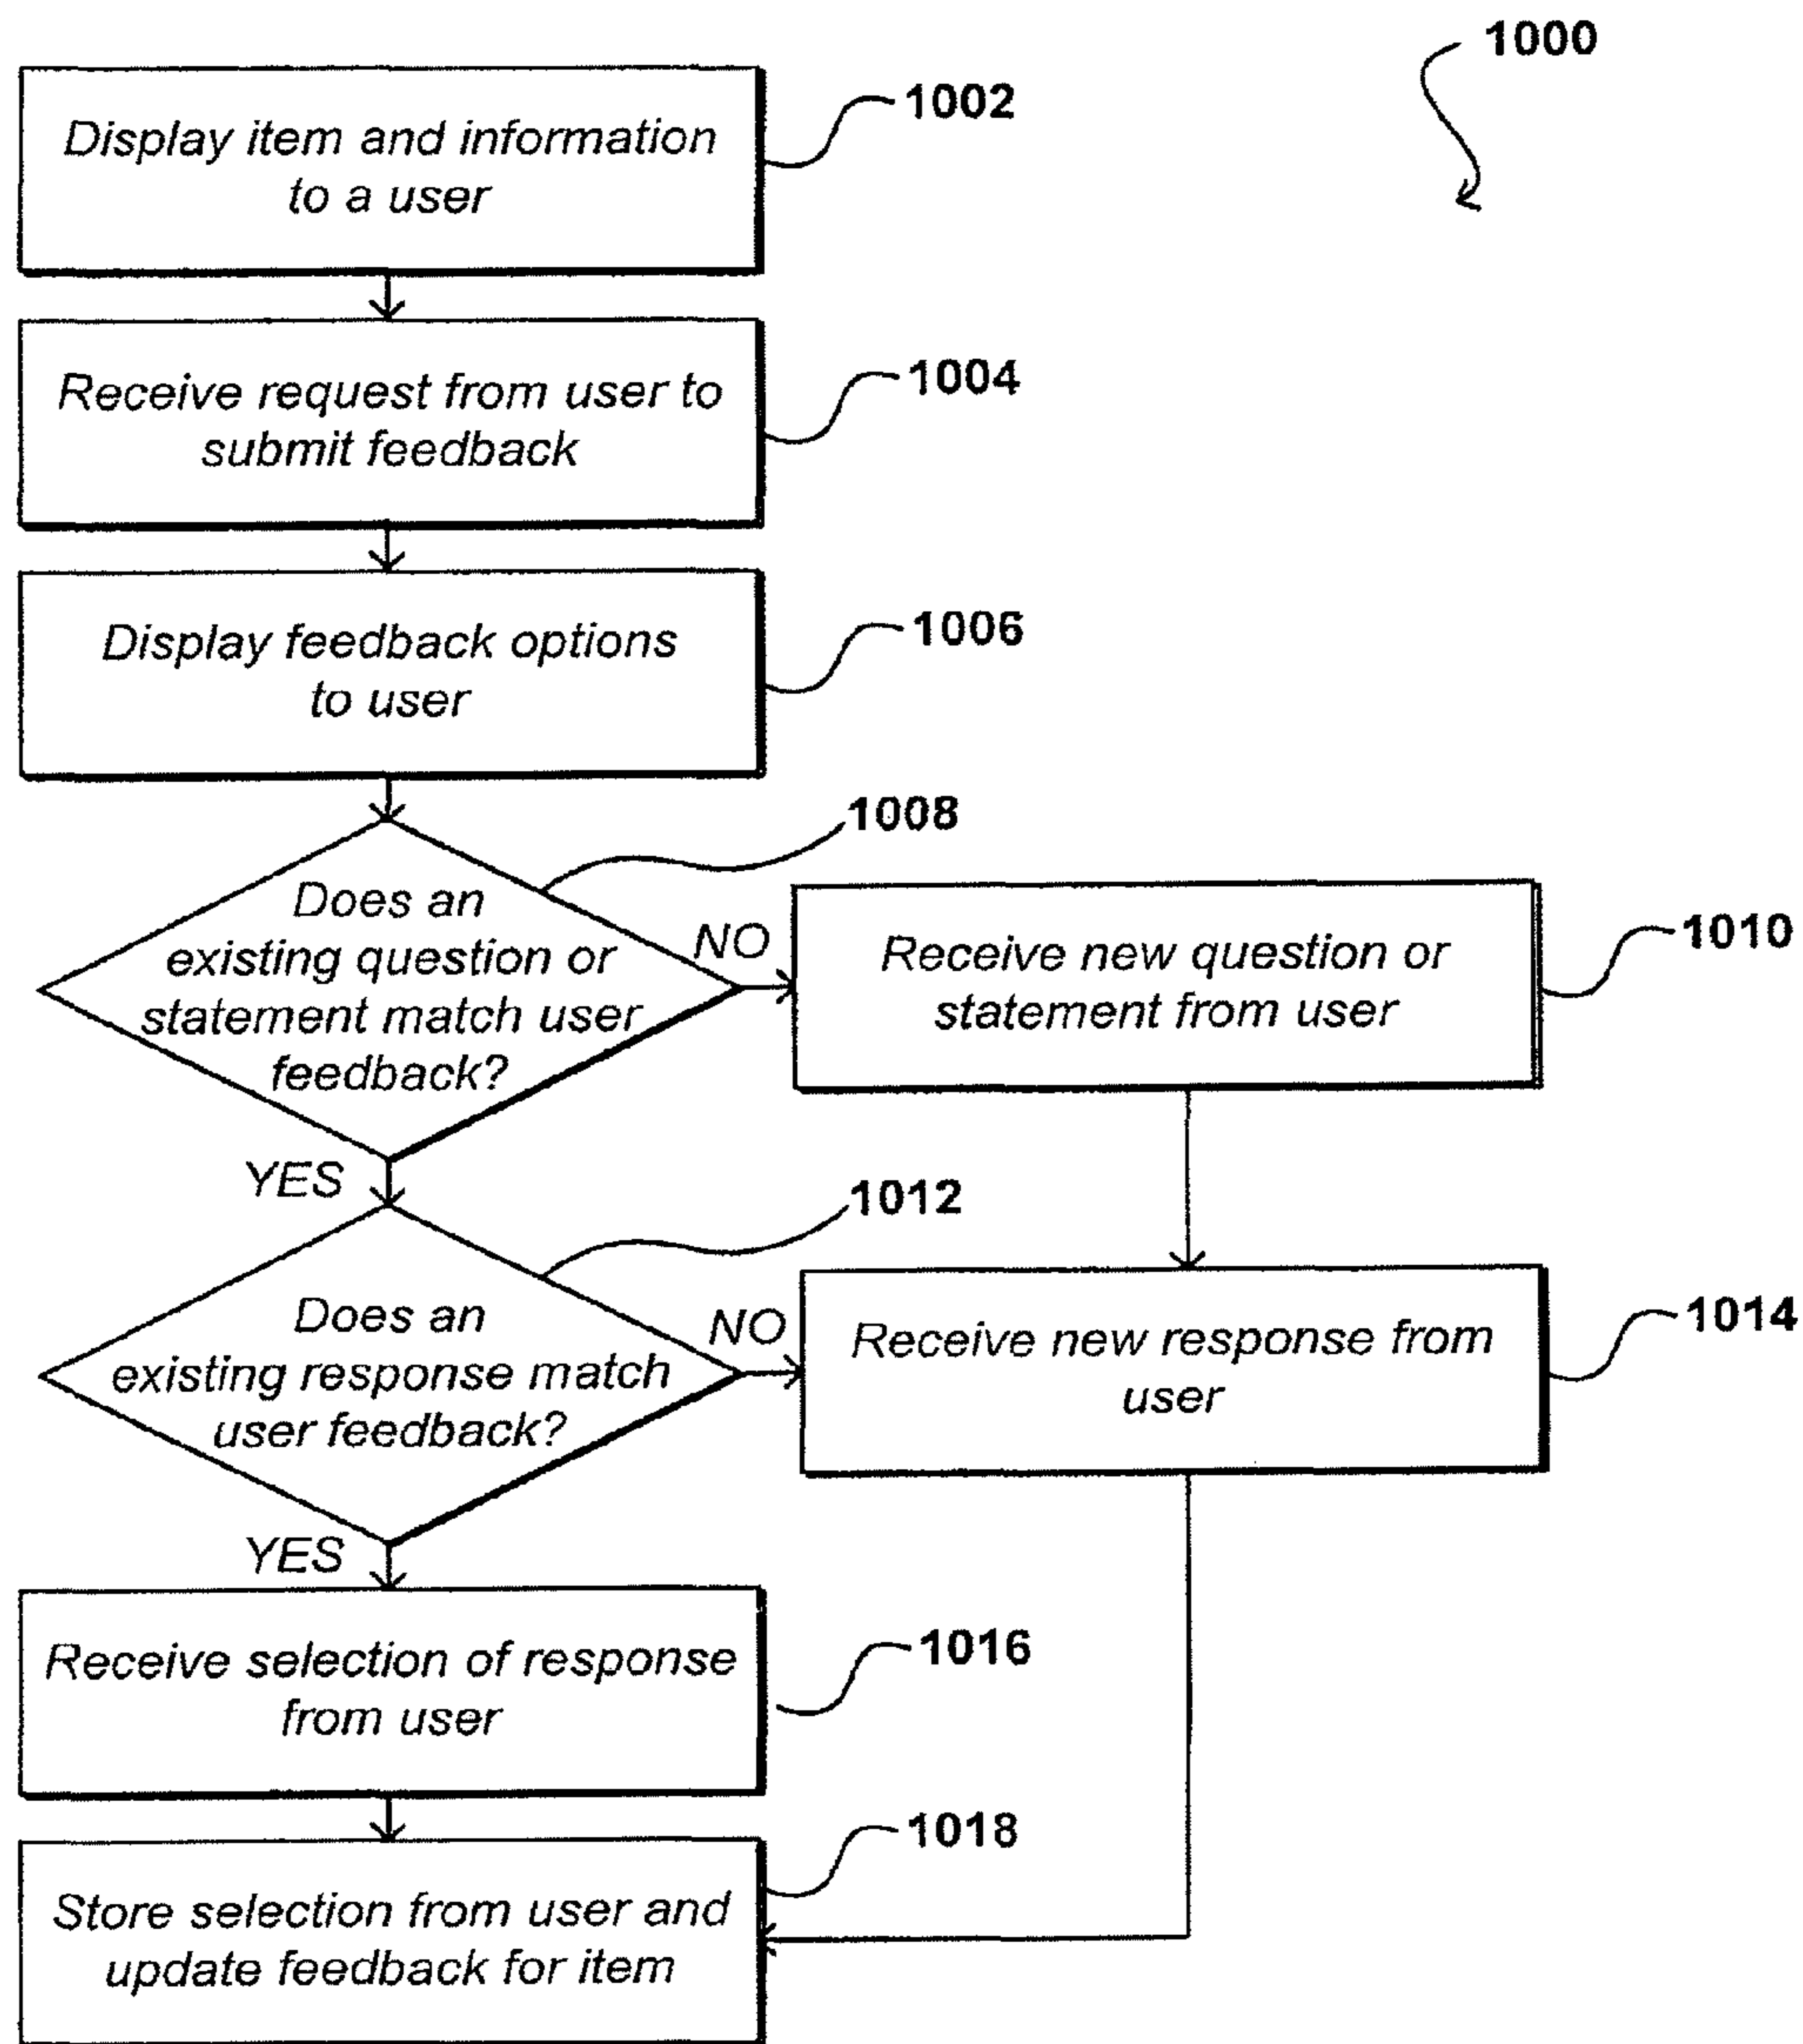 1000
Display item and information
to a user
1002
Receive request from user to
submit feedback
1004
Display feedback options
to user
1006
Does an
existing question or
statement match user
feedback?
1008
NO
Receive new question or
statement from user
1010
YES
Does an
existing response match
user feedback?
1012
NO
Receive new response from
user
1014
YES
Receive selection of response
from user
1016
Store selection from user and
update feedback for item
1018